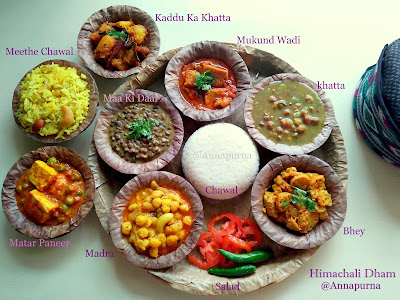 Kaddu Ka Khatta
Meethe Chawal
Mukund Wadi
Maa Ki Daal
khatta
@Annapurna
Chawal
Matar Paneer
Madra
Bhey
Salad
Himachali Dham
@Annapurna